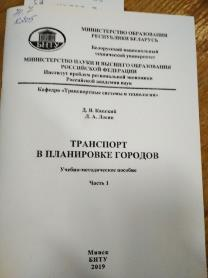 БНТУ
МИНИСТЕРСТВО ОБРАЗОВАНИЯ
РЕСПУБЛИКИ БЕЛАРУСЬ
Белорусский национальный
технический университет
МИНИСТЕРСТВО НАУКИ И ВЫСШЕГО ОБРАЗОВАНИЯ
РОССИЙСКОЙ ФЕДЕРАЦИИ
Институт проблем региональной экономики
Российской академии наук
Кафедра «Транспортные системы и технологии»
Д. В. Капский
Л. А. Лосин
ТРАНСПОРТ
В ПЛАНИРОВКЕ ГОРОДОВ
Учебно-методическое пособие
Часть 1
Минск
БНТУ
2019